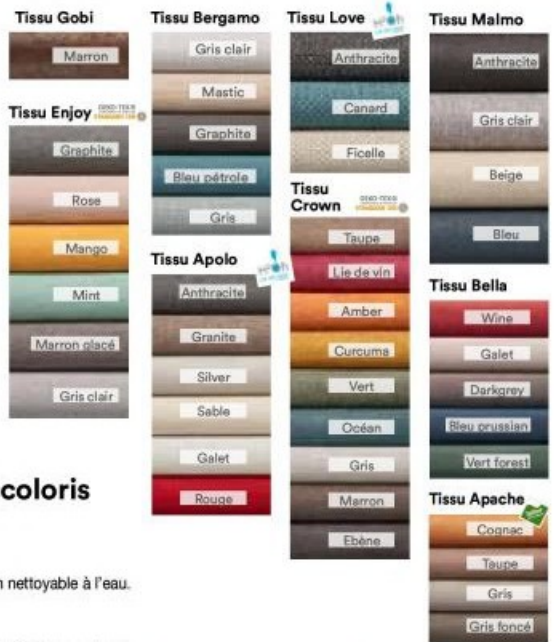 Tissu Gobi
Marron
Tissu Enjoy
Graphite
Rose
Mango
Mint
Marron glacé
Gris clair
coloris
nettoyable à l'eau.
Tissu Bergamo
Gris clair
Mastic
Graphite
Bleu pétrole
Gris
Tissu Apolo
Anthracite
Granite
Silver
Sable
Galet
Rouge
Tissu Love
Anthracite
Canard
Ficelle
Tissu
Crown
Taupe
Lie de vin
Amber
Curcuma
Vert
Océan
Gris
Marron
Ebène
Tissu Malmo
Anthracite
Gris clair
Beige
Bleu
Tissu Bella
Wine
Galet
Darkgrey
Bleu prussian
Vert forest
Tissu Apache
Cognac
Taupe
Gris
Gris foncé